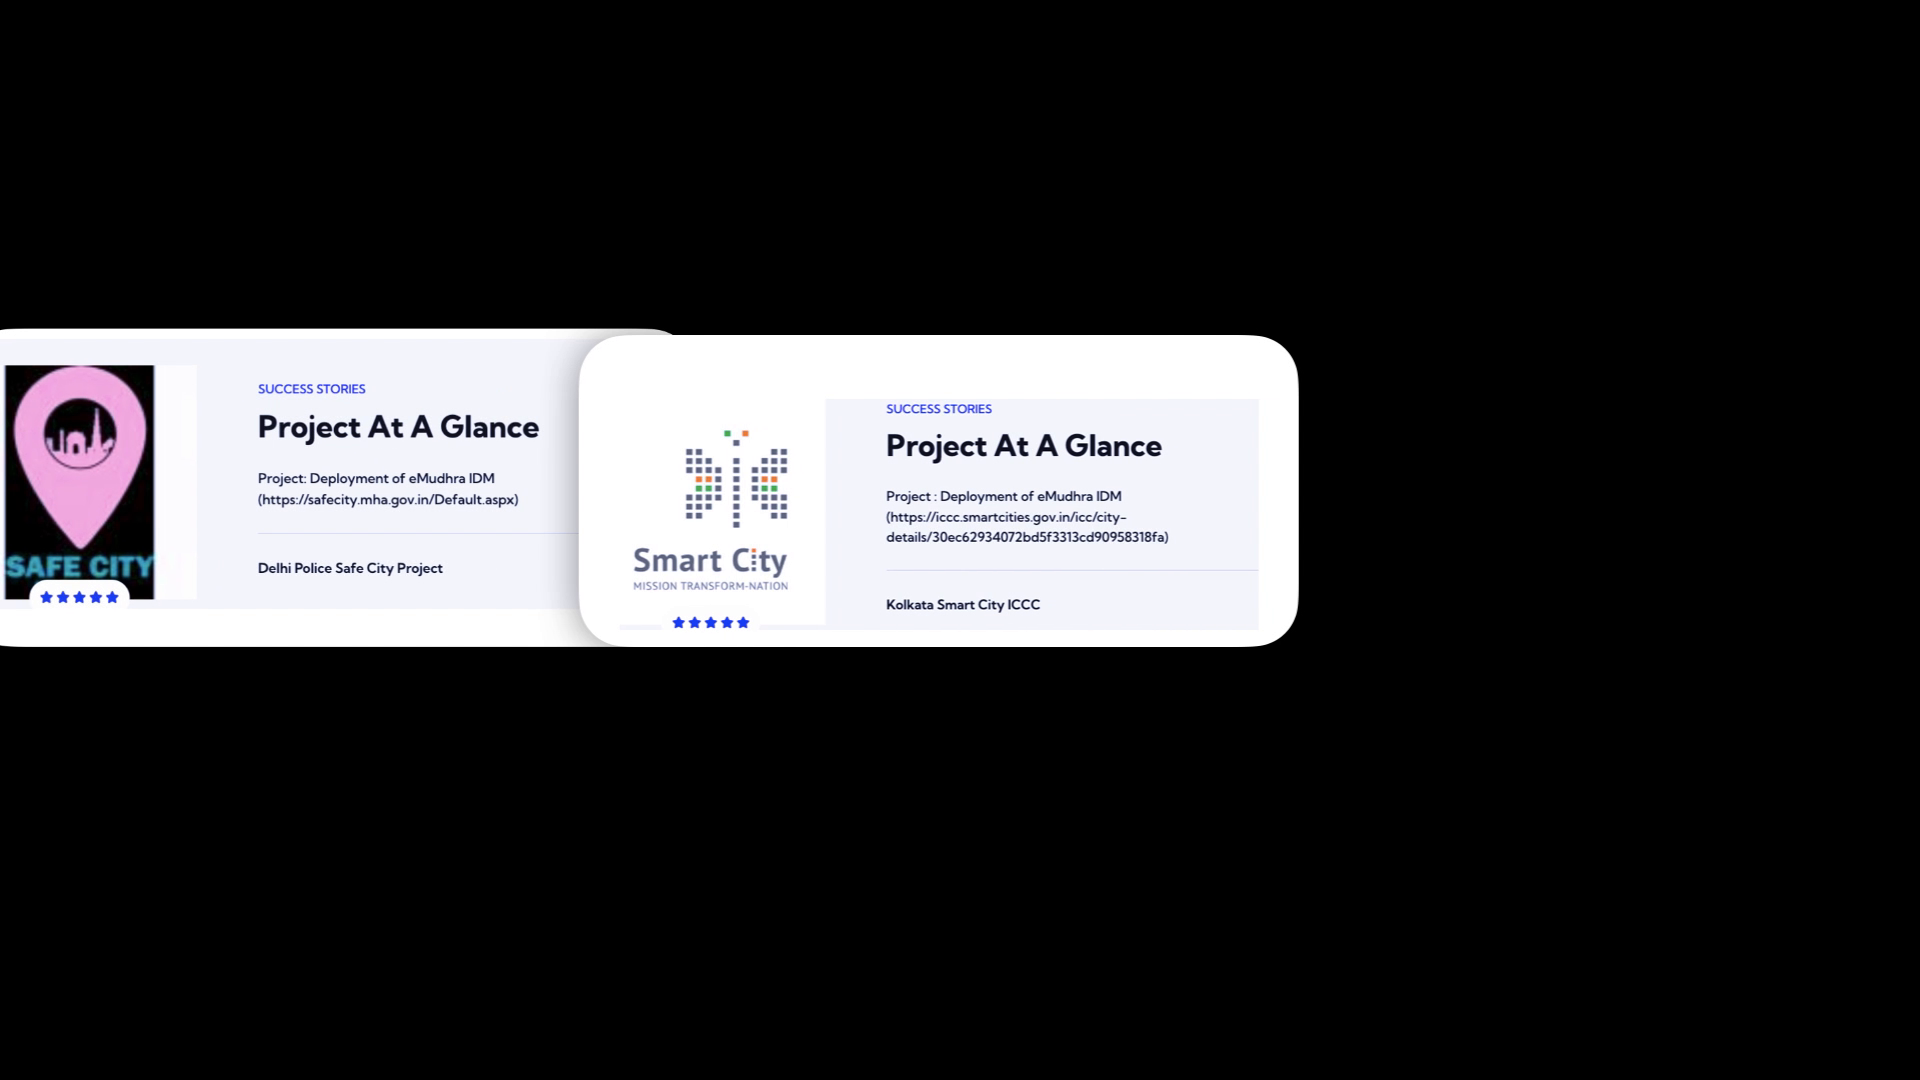 SAFE CITY
SUCCESS STORIES
Project At A Glance
Project: Deployment of eMudhra IDM
(https://safecity.mha.gov.in/Default.aspx)
Delhi Police Safe City Project
Smart City
MISSION TRANSFORM-NATION
SUCCESS STORIES
Project At A Glance
Project : Deployment of eMudhra IDM
(https://iccc.smartcities.gov.in/icc/city-
details/30ec62934072bd5f3313cd90958318fa)
Kolkata Smart City ICCC